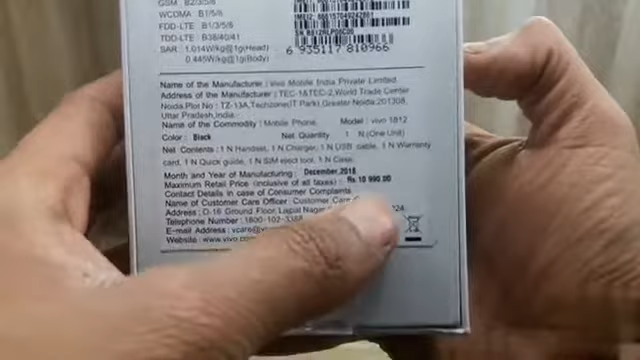 GSM B2/3/5/8
WCDMA B1/5/8
FDD-LTE B1/3/5/8
TDD-LTE B38/40/41
SAR: 1.014W/kg@1g(Head)
0.445W/kg@1g(Body)
6 935117 810966
Name of the Manufacturer : vivo Mobile India Private Limited.
Address of the Manufacturer : TEC-1&TEC-2,World Trade Center
Noida,Plot No : TZ-13A,Techzone(IT Park),Greater Noida 201308,
Uttar Pradesh,India.
Name of the Commodity : Mobile Phone. Model : vivo 1812
Color : Black Net Quantity 1 N (One Unit)
Net Contents : 1 N Handset, 1 N Charger, 1 N USB cable, 1 N Warranty
card, 1 N Quick guide, 1 N SIM eject tool, 1 N Case.
Month and Year of Manufacturing : December,2018
Maximum Retail Price (inclusive of all taxes) : Rs.10 990.00
Contact Details in case of Consumer Complaints
Name of Customer Care Officer : Customer Care
Address : D-16 Ground Floor, Lajpat Nagar
Telephone Number : 1800-102-3388
E-mail Address : vcare@v
Website : www.vivo.com